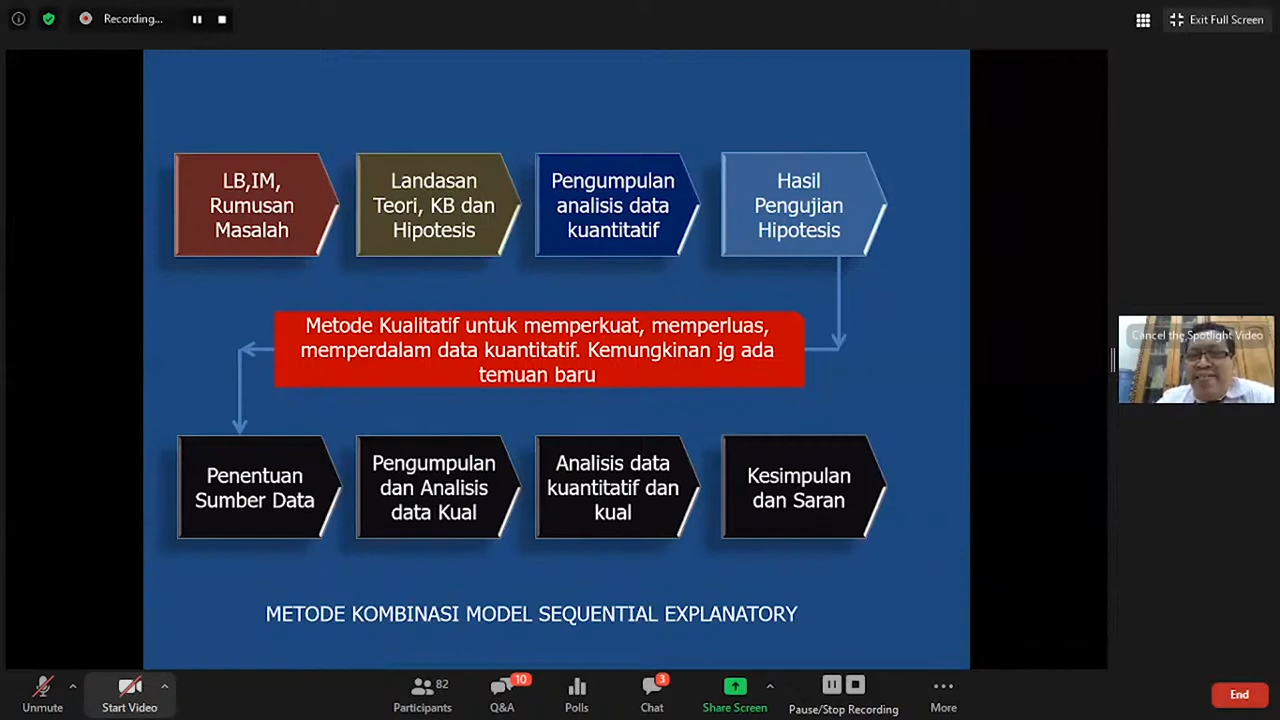 Recording...
Exit Full Screen
LB,IM,
Rumusan
Masalah
Landasan
Teori, KB dan
Hipotesis
Pengumpulan
analisis data
kuantitatif
Hasil
Pengujian
Hipotesis
Metode Kualitatif untuk memperkuat, memperluas,
memperdalam data kuantitatif. Kemungkinan jg ada
temuan baru
Cancel the Spotlight Video
Penentuan
Sumber Data
Pengumpulan
dan Analisis
data Kual
Analisis data
kuantitatif dan
kual
Kesimpulan
dan Saran
METODE KOMBINASI MODEL SEQUENTIAL EXPLANATORY
Unmute
Start Video
82
Participants
10
Q&A
Polls
3
Chat
Share Screen
Pause/Stop Recording
More
End